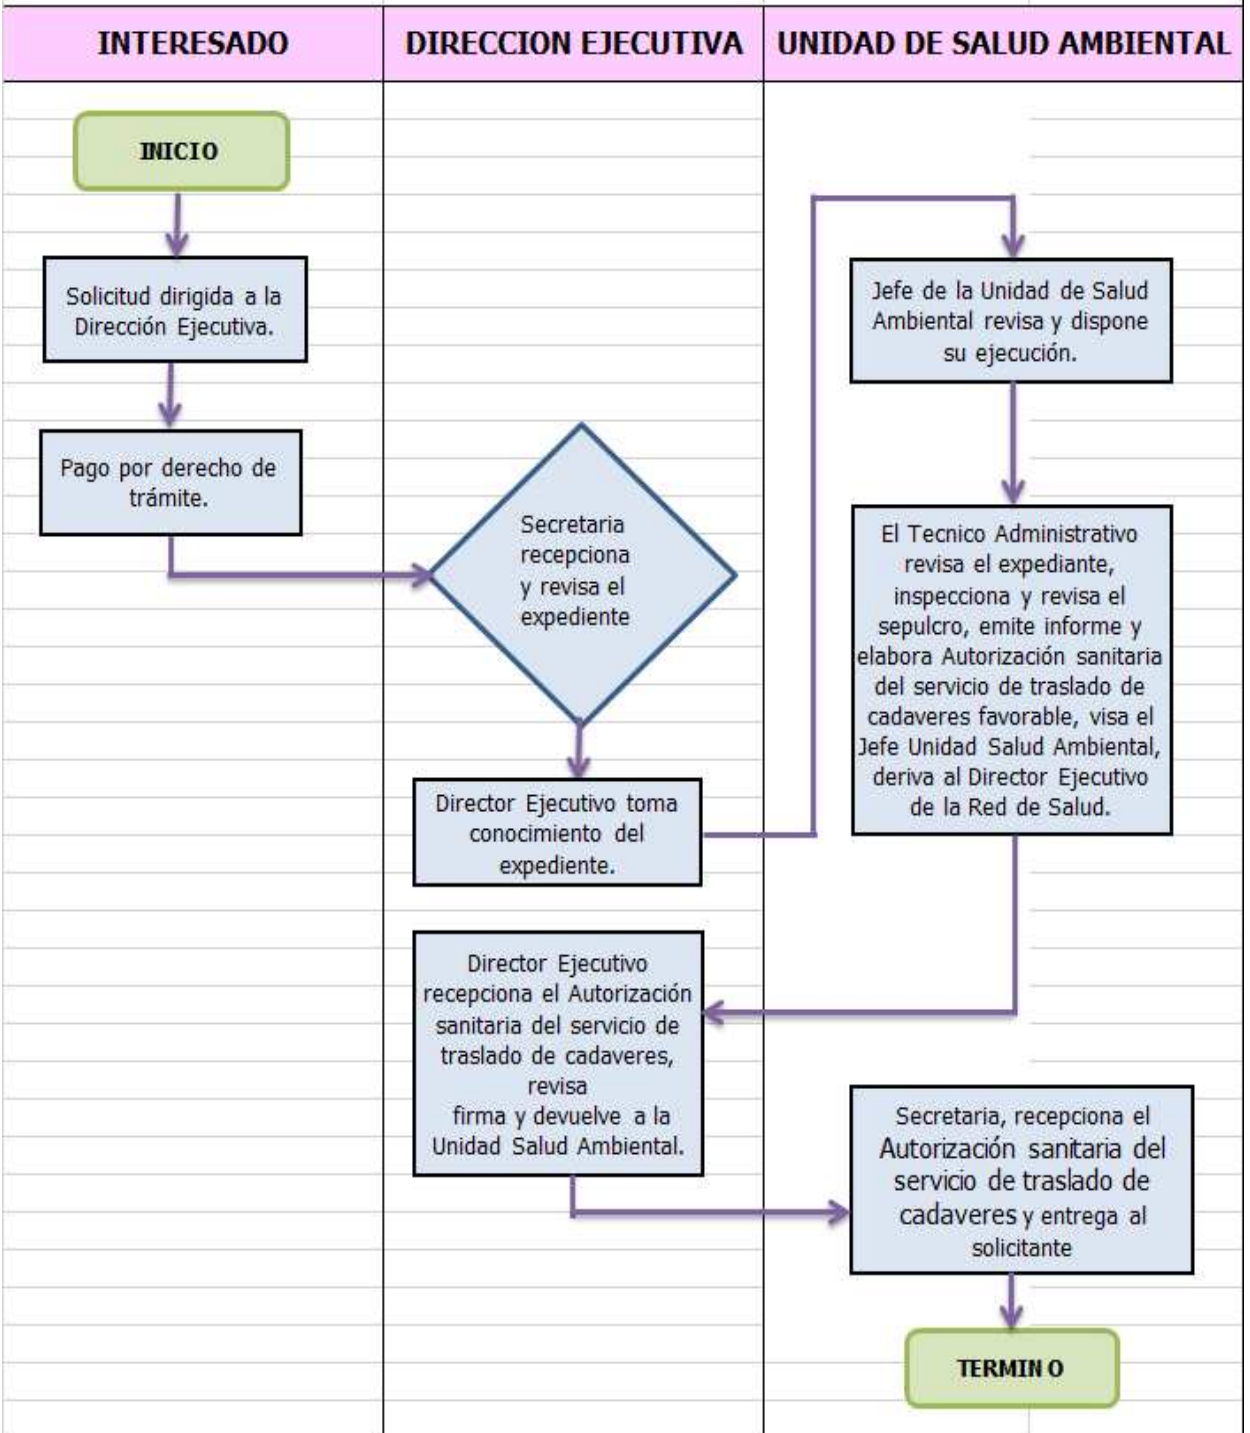 INTERESADO
DIRECCION EJECUTIVA
UNIDAD DE SALUD AMBIENTAL
INICIO
Solicitud dirigida a la
Dirección Ejecutiva.
Pago por derecho de
trámite.
Secretaria
recepciona
y revisa el
expediente
Director Ejecutivo toma
conocimiento del
expediente.
Jefe de la Unidad de Salud
Ambiental revisa y dispone
su ejecución.
El Tecnico Administrativo
revisa el expediante,
inspecciona y revisa el
sepulcro, emite informe y
elabora Autorización sanitaria
del servicio de traslado de
cadaveres favorable, visa el
Jefe Unidad Salud Ambiental,
deriva al Director Ejecutivo
de la Red de Salud.
Director Ejecutivo
recepciona el Autorización
sanitaria del servicio de
traslado de cadaveres,
revisa
firma y devuelve a la
Unidad Salud Ambiental.
Secretaria, recepciona el
Autorización sanitaria del
servicio de traslado de
cadaveres y entrega al
solicitante
TERMINO